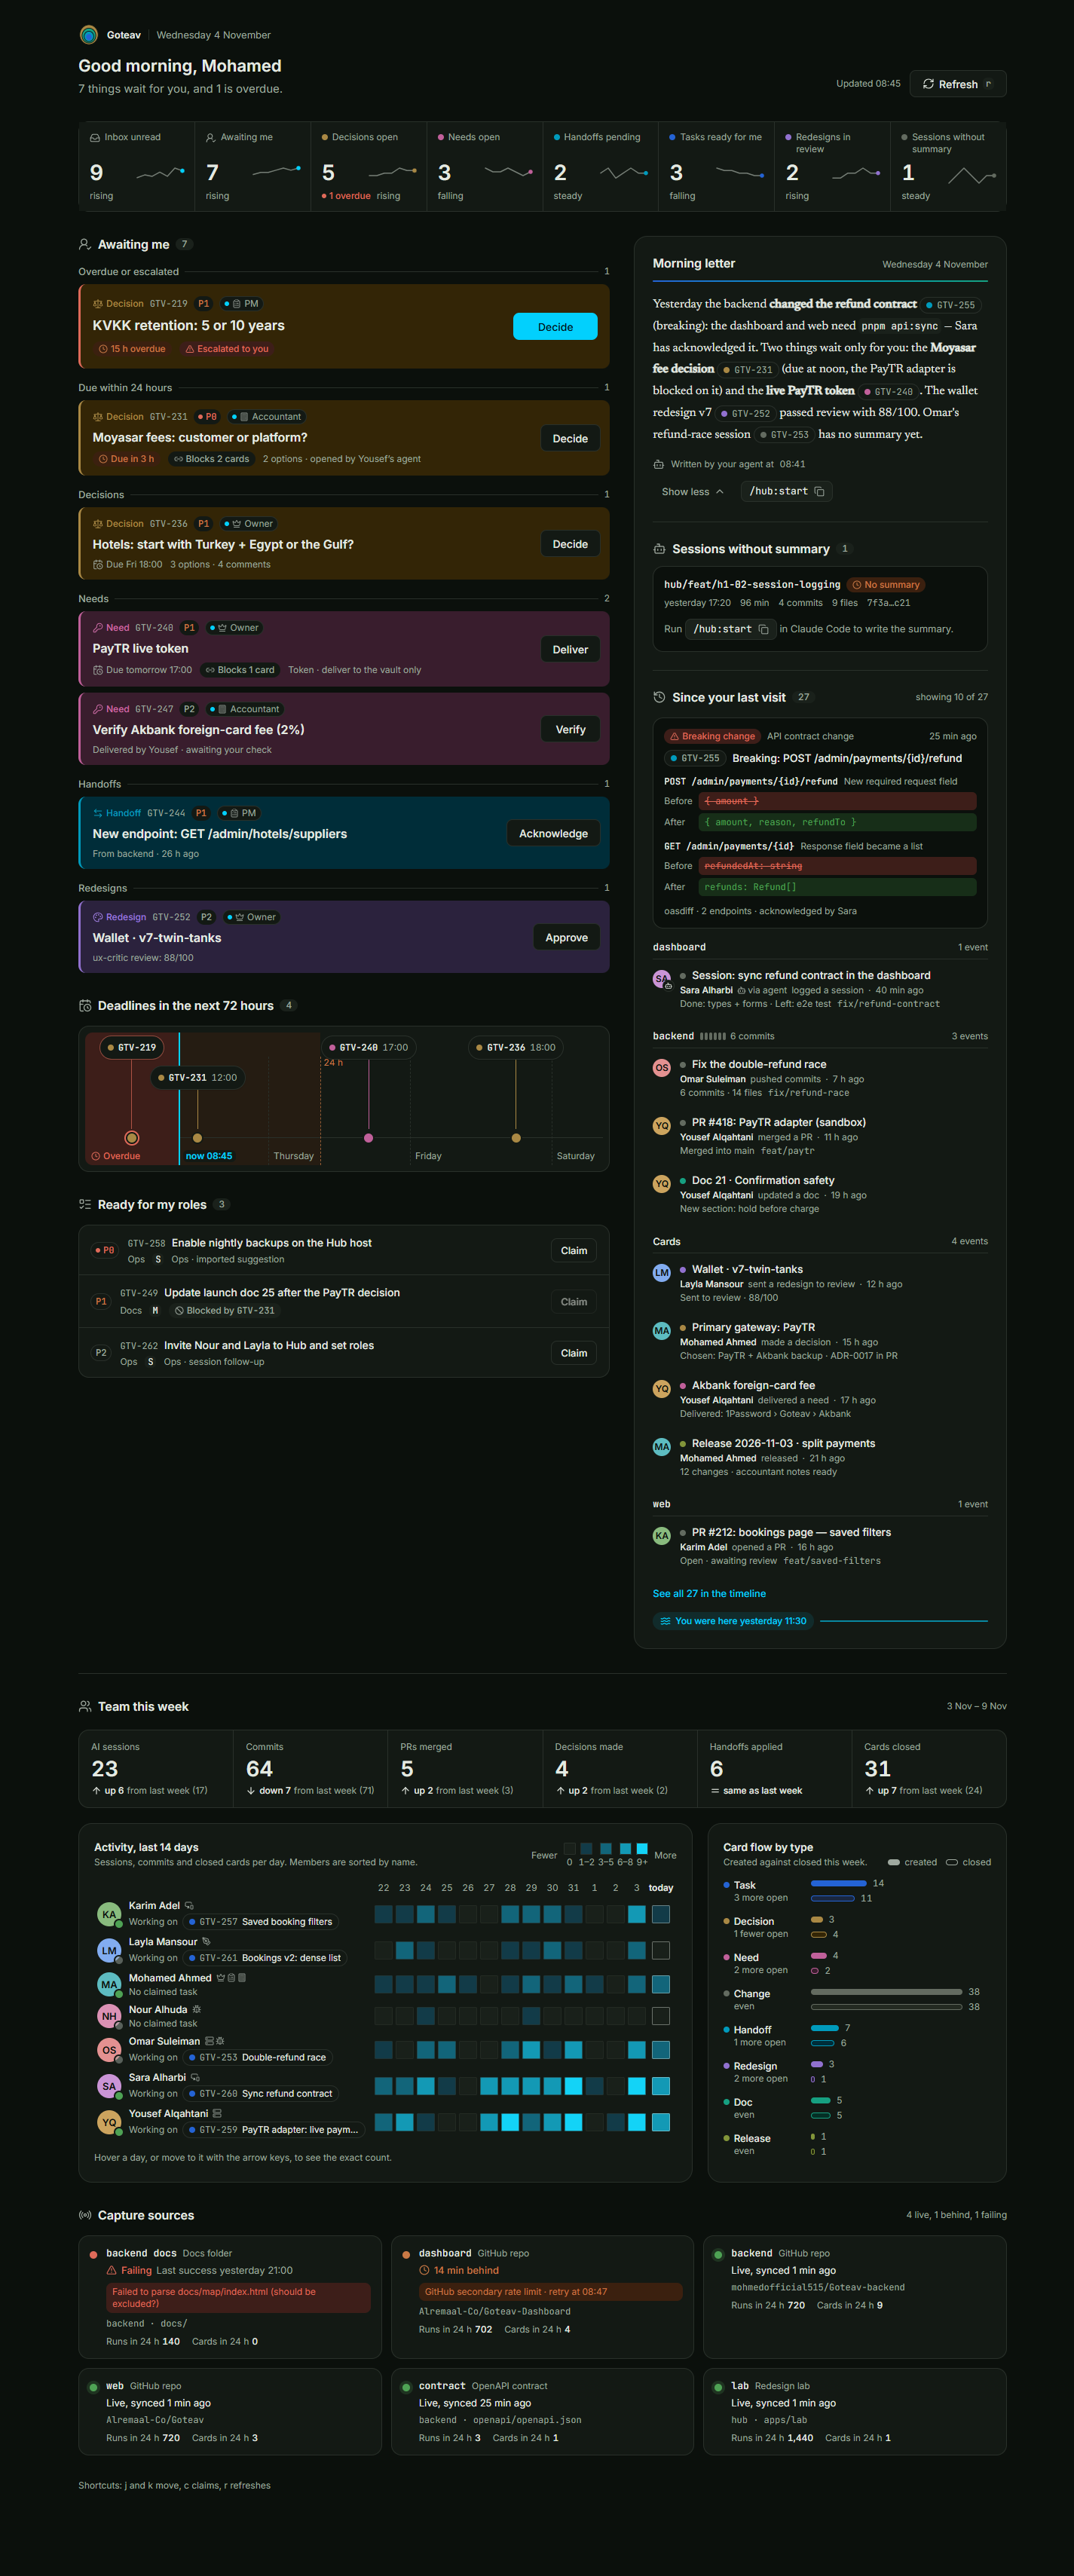 Goteav
Wednesday 4 November
Good morning, Mohamed
7 things wait for you, and 1 is overdue.
Updated 08:45
Refresh r
Inbox unread
9
rising
Awaiting me
7
rising
Decisions open
5
1 overdue rising
Needs open
3
falling
Handoffs pending
2
steady
Tasks ready for me
3
falling
Redesigns in
review
2
rising
Sessions without
summary
1
steady
Awaiting me 7
Overdue or escalated 1
Decision GTV-219 P1 PM
KVKK retention: 5 or 10 years
15 h overdue Escalated to you
Decide
Due within 24 hours 1
Decision GTV-231 P0 Accountant
Moyasar fees: customer or platform?
Due in 3 h Blocks 2 cards 2 options · opened by Yousef's agent
Decide
Decisions 1
Decision GTV-236 P1 Owner
Hotels: start with Turkey + Egypt or the Gulf?
Due Fri 18:00 3 options · 4 comments
Decide
Needs 2
Need GTV-240 P1 Owner
PayTR live token
Due tomorrow 17:00 Blocks 1 card Token · deliver to the vault only
Deliver
Need GTV-247 P2 Accountant
Verify Akbank foreign-card fee (2%)
Delivered by Yousef · awaiting your check
Verify
Handoffs 1
Handoff GTV-244 P1 PM
New endpoint: GET /admin/hotels/suppliers
From backend · 26 h ago
Acknowledge
Redesigns 1
Redesign GTV-252 P2 Owner
Wallet · v7-twin-tanks
ux-critic review: 88/100
Approve
Deadlines in the next 72 hours 4
GTV-219
GTV-231 12:00
GTV-240 17:00
GTV-236 18:00
24 h
Overdue
now 08:45
Thursday
Friday
Saturday
Ready for my roles 3
P0 GTV-258 Enable nightly backups on the Hub host
Ops S Ops · imported suggestion
Claim
P1 GTV-249 Update launch doc 25 after the PayTR decision
Docs M Blocked by GTV-231
Claim
P2 GTV-262 Invite Nour and Layla to Hub and set roles
Ops S Ops · session follow-up
Claim
Morning letter
Wednesday 4 November
Yesterday the backend changed the refund contract GTV-255
(breaking): the dashboard and web need pnpm api:sync — Sara
has acknowledged it. Two things wait only for you: the Moyasar
fee decision GTV-231 (due at noon, the PayTR adapter is
blocked on it) and the live PayTR token GTV-240 . The wallet
redesign v7 GTV-252 passed review with 88/100. Omar's
refund-race session GTV-253 has no summary yet.
Written by your agent at 08:41
Show less /hub:start
Sessions without summary 1
hub/feat/h1-02-session-logging No summary
yesterday 17:20 96 min 4 commits 9 files 7f3a…c21
Run /hub:start in Claude Code to write the summary.
Since your last visit 27
showing 10 of 27
Breaking change API contract change 25 min ago
GTV-255 Breaking: POST /admin/payments/{id}/refund
POST /admin/payments/{id}/refund New required request field
Before { amount }
After { amount, reason, refundTo }
GET /admin/payments/{id} Response field became a list
Before refundedAt: string
After refunds: Refund[]
oasdiff · 2 endpoints · acknowledged by Sara
dashboard 1 event
SA Session: sync refund contract in the dashboard
Sara Alharbi via agent logged a session · 40 min ago
Done: types + forms · Left: e2e test fix/refund-contract
backend 6 commits 3 events
OS Fix the double-refund race
Omar Suleiman pushed commits · 7 h ago
6 commits · 14 files fix/refund-race
YQ PR #418: PayTR adapter (sandbox)
Yousef Alqahtani merged a PR · 11 h ago
Merged into main feat/paytr
YQ Doc 21 · Confirmation safety
Yousef Alqahtani updated a doc · 19 h ago
New section: hold before charge
Cards 4 events
LM Wallet · v7-twin-tanks
Layla Mansour sent a redesign to review · 12 h ago
Sent to review · 88/100
MA Primary gateway: PayTR
Mohamed Ahmed made a decision · 15 h ago
Chosen: PayTR + Akbank backup · ADR-0017 in PR
YQ Akbank foreign-card fee
Yousef Alqahtani delivered a need · 17 h ago
Delivered: 1Password › Goteav › Akbank
MA Release 2026-11-03 · split payments
Mohamed Ahmed released · 21 h ago
12 changes · accountant notes ready
web 1 event
KA PR #212: bookings page — saved filters
Karim Adel opened a PR · 16 h ago
Open · awaiting review feat/saved-filters
See all 27 in the timeline
You were here yesterday 11:30
Team this week
3 Nov – 9 Nov
AI sessions
23
up 6 from last week (17)
Commits
64
down 7 from last week (71)
PRs merged
5
up 2 from last week (3)
Decisions made
4
up 2 from last week (2)
Handoffs applied
6
same as last week
Cards closed
31
up 7 from last week (24)
Activity, last 14 days
Sessions, commits and closed cards per day. Members are sorted by name.
Fewer 0 1–2 3–5 6–8 9+ More
22 23 24 25 26 27 28 29 30 31 1 2 3 today
KA Karim Adel
Working on GTV-257 Saved booking filters
LM Layla Mansour
Working on GTV-261 Bookings v2: dense list
MA Mohamed Ahmed
No claimed task
NH Nour Alhuda
No claimed task
OS Omar Suleiman
Working on GTV-253 Double-refund race
SA Sara Alharbi
Working on GTV-260 Sync refund contract
YQ Yousef Alqahtani
Working on GTV-259 PayTR adapter: live paym…
Hover a day, or move to it with the arrow keys, to see the exact count.
Card flow by type
Created against closed this week.
created closed
Task 14
3 more open 11
Decision 3
1 fewer open 4
Need 4
2 more open 2
Change 38
even 38
Handoff 7
1 more open 6
Redesign 3
2 more open 1
Doc 5
even 5
Release 1
even 1
Capture sources
4 live, 1 behind, 1 failing
backend docs Docs folder
Failing Last success yesterday 21:00
Failed to parse docs/map/index.html (should be
excluded?)
backend · docs/
Runs in 24 h 140 Cards in 24 h 0
dashboard GitHub repo
14 min behind
GitHub secondary rate limit · retry at 08:47
Alremaal-Co/Goteav-Dashboard
Runs in 24 h 702 Cards in 24 h 4
backend GitHub repo
Live, synced 1 min ago
mohmedofficial515/Goteav-backend
Runs in 24 h 720 Cards in 24 h 9
web GitHub repo
Live, synced 1 min ago
Alremaal-Co/Goteav
Runs in 24 h 720 Cards in 24 h 3
contract OpenAPI contract
Live, synced 25 min ago
backend · openapi/openapi.json
Runs in 24 h 3 Cards in 24 h 1
lab Redesign lab
Live, synced 1 min ago
hub · apps/lab
Runs in 24 h 1,440 Cards in 24 h 1
Shortcuts: j and k move, c claims, r refreshes